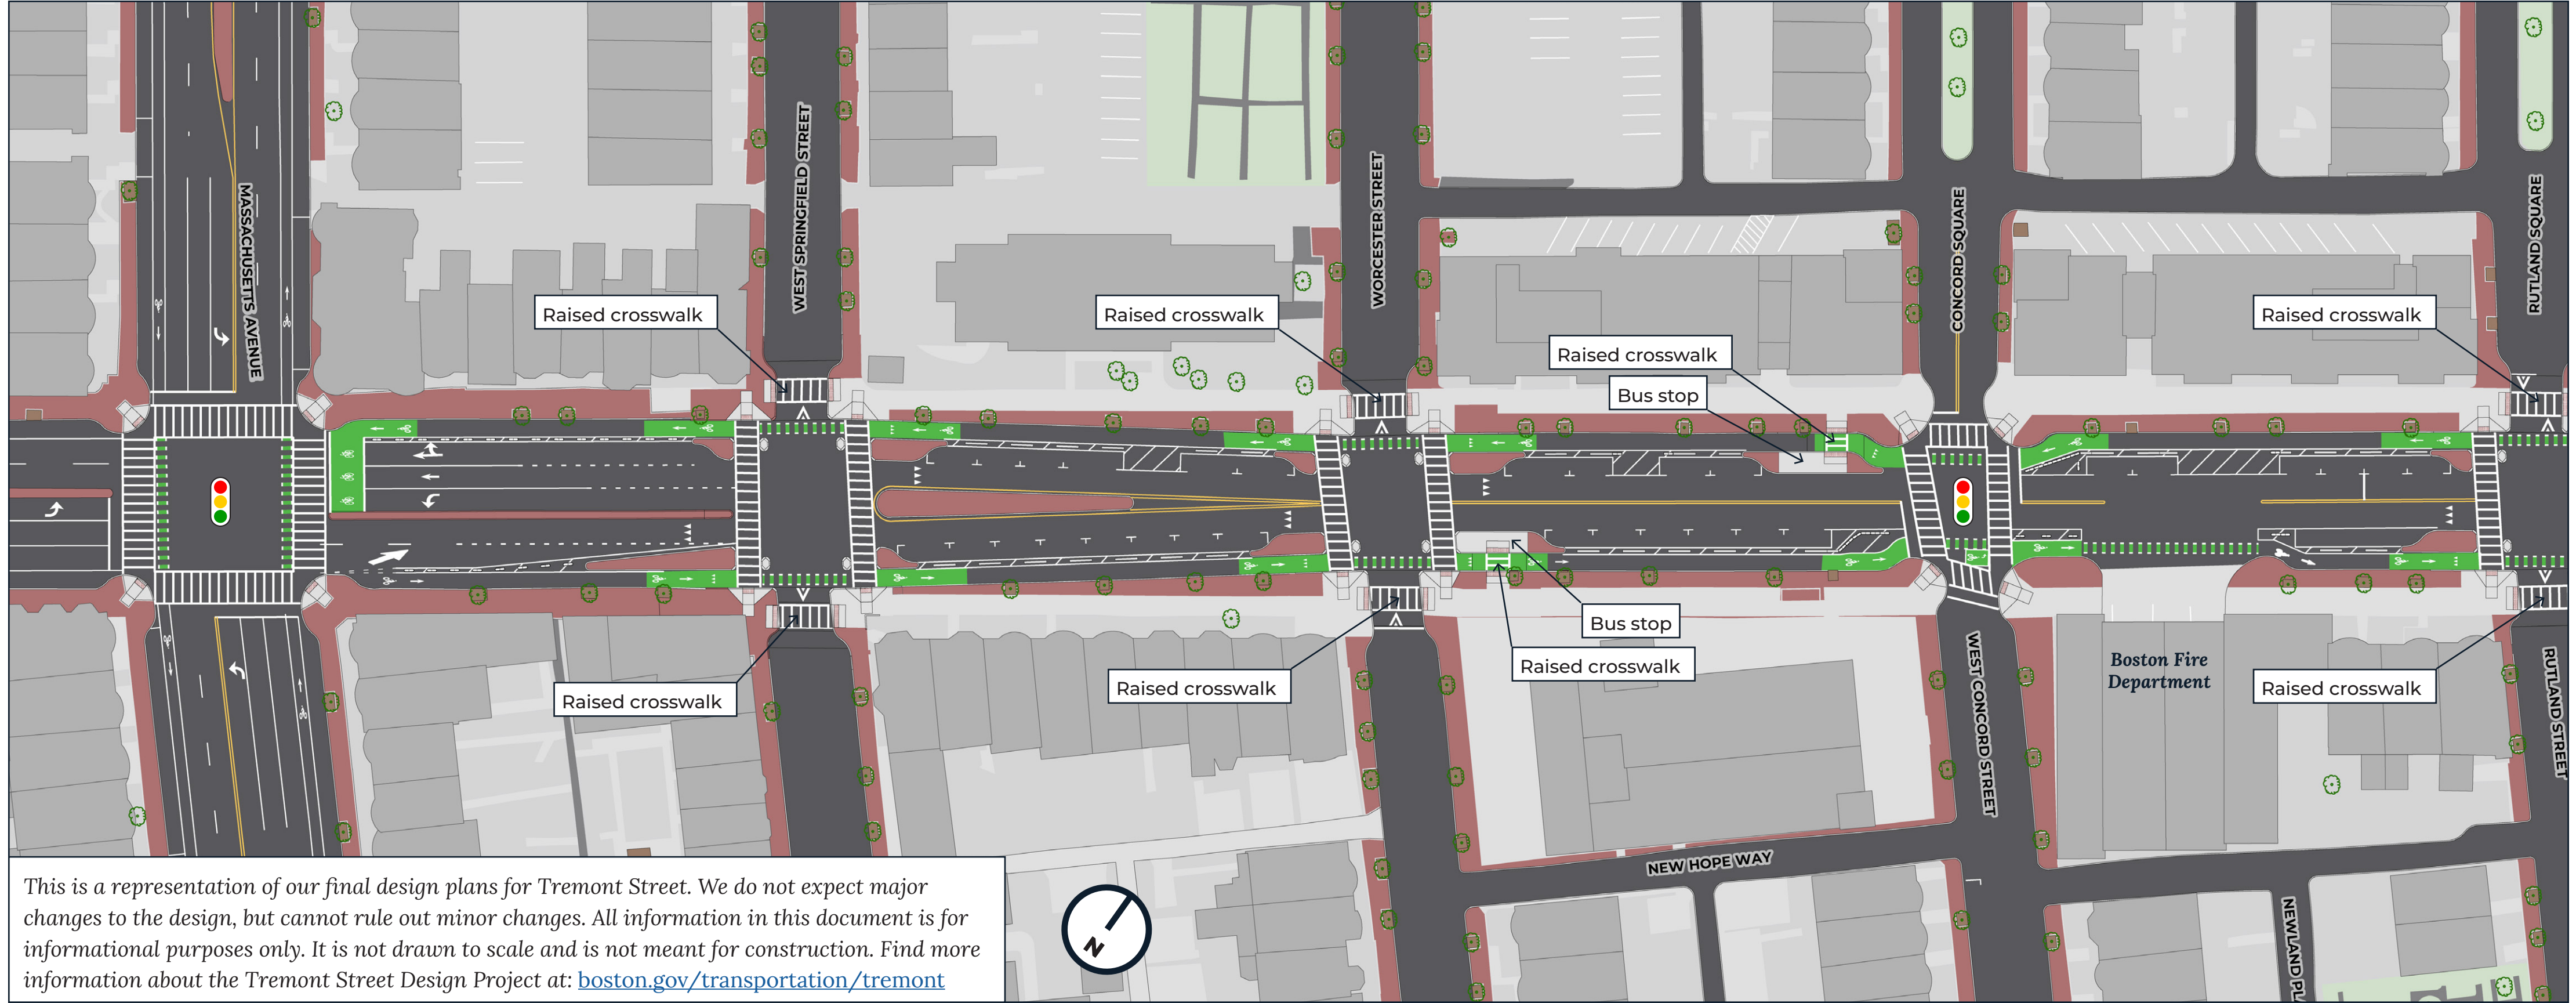 MASSACHUSETTS AVENUE
WEST SPRINGFIELD STREET
WORCESTER STREET
CONCORD SQUARE
RUTLAND SQUARE
Raised crosswalk
Raised crosswalk
Raised crosswalk
Bus stop
Raised crosswalk
Bus stop
Raised crosswalk
Raised crosswalk
Raised crosswalk
Raised crosswalk
Boston Fire
Department
WEST CONCORD STREET
RUTLAND STREET
NEW HOPE WAY
NEWLAND PL
This is a representation of our final design plans for Tremont Street. We do not expect major
changes to the design, but cannot rule out minor changes. All information in this document is for
informational purposes only. It is not drawn to scale and is not meant for construction. Find more
information about the Tremont Street Design Project at: boston.gov/transportation/tremont
N